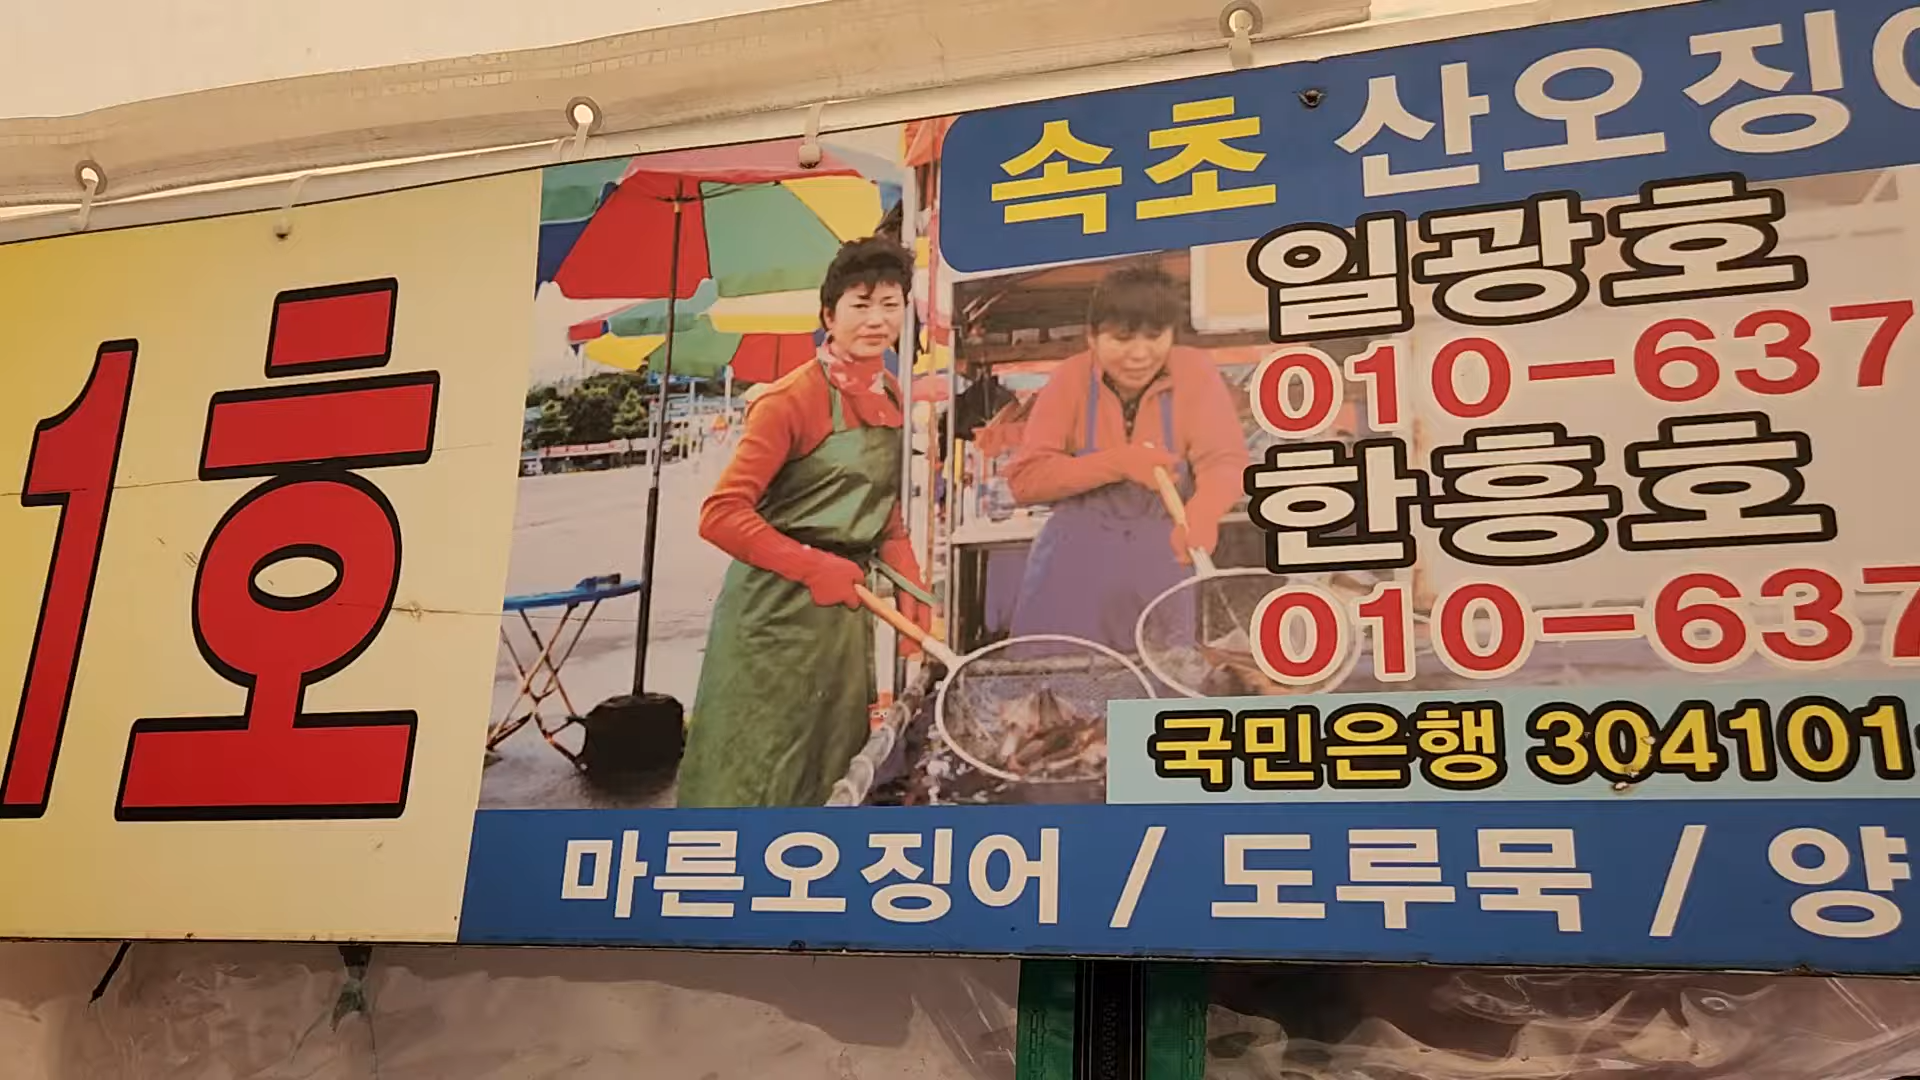 1호
속초 산오징어
일광호
010-637
한흥호
010-637
국민은행 304101-
마른오징어 / 도루묵 / 양